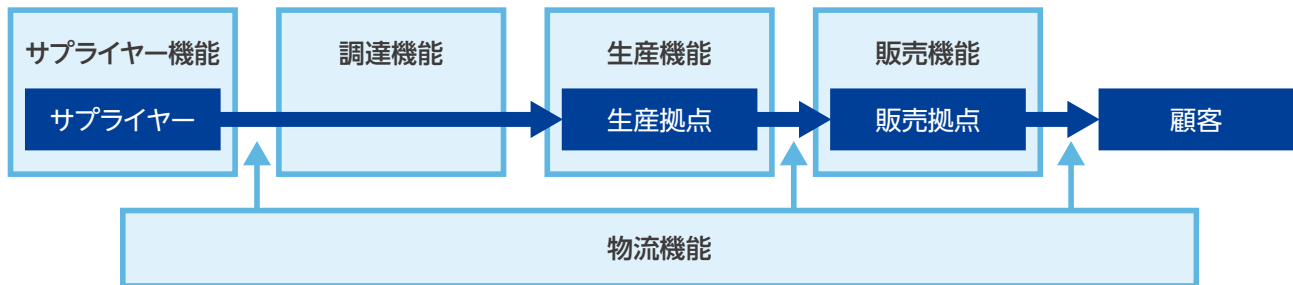 サプライヤー機能
調達機能
生産機能
販売機能
サプライヤー
生産拠点
販売拠点
顧客
物流機能